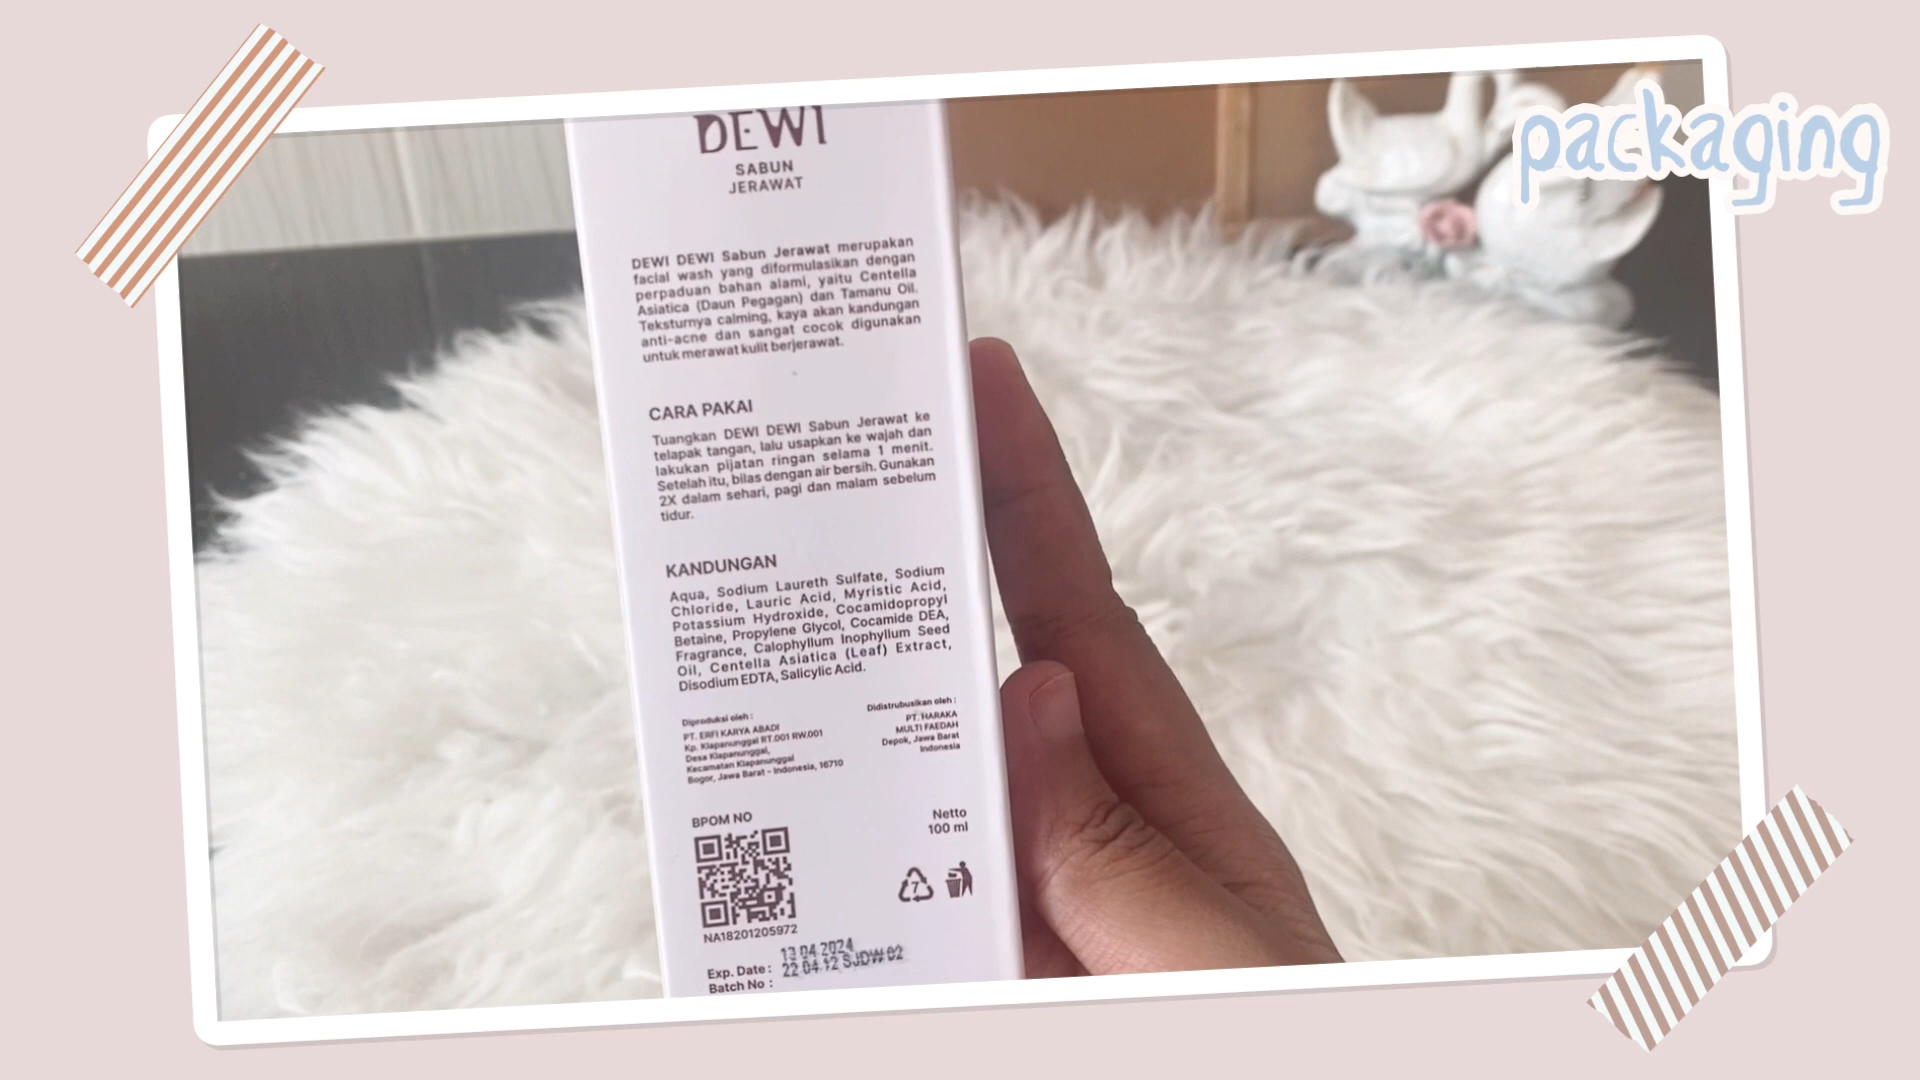 packaging
DEWI
SABUN
JERAWAT
DEWI DEWI Sabun Jerawat merupakan
facial wash yang diformulasikan dengan
perpaduan bahan alami, yaitu Centella
Asiatica (Daun Pegagan) dan Tamanu Oil.
Teksturnya calming, kaya akan kandungan
anti-acne dan sangat cocok digunakan
untuk merawat kulit berjerawat.
CARA PAKAI
Tuangkan DEWI DEWI Sabun Jerawat ke
telapak tangan, lalu usapkan ke wajah dan
lakukan pijatan ringan selama 1 menit.
Setelah itu, bilas dengan air bersih. Gunakan
2X dalam sehari, pagi dan malam sebelum
tidur.
KANDUNGAN
Aqua, Sodium Laureth Sulfate, Sodium
Chloride, Lauric Acid, Myristic Acid,
Potassium Hydroxide, Cocamidopropyl
Betaine, Propylene Glycol, Cocamide DEA,
Fragrance, Calophyllum Inophyllum Seed
Oil, Centella Asiatica (Leaf) Extract,
Disodium EDTA, Salicylic Acid.
Diproduksi oleh :
PT. ERFI KARYA ABADI
Kp. Klapanunggal RT.001 RW.001
Desa Klapanunggal,
Kecamatan Klapanunggal
Bogor, Jawa Barat - Indonesia, 16710
Didistrubusikan oleh :
PT. HARAKA
MULTI FAEDAH
Depok, Jawa Barat
Indonesia
BPOM NO
NA18201205972
Netto
100 ml
7
13 04 2024
Exp. Date : 22 04 12 SJDW 02
Batch No :